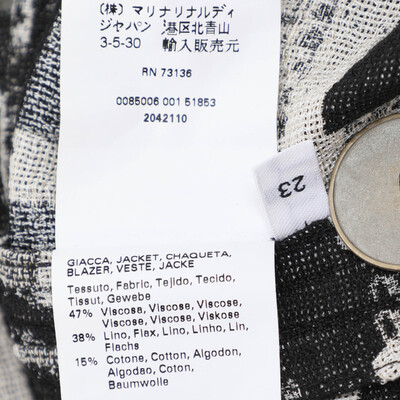 (株) マリナリナルディ
ジャパン 港区北青山
3-5-30 輸入販売元
RN 73136
0085006 001 51853
2042110
23
GIACCA, JACKET, CHAQUETA,
BLAZER, VESTE, JACKE
Tessuto, Fabric, Tejido, Tecido,
Tissut, Gewebe
47% Viscosa, Viscose, Viscosa,
Viscose, Viscose, Viskose
38% Lino, Flax, Lino, Linho, Lin,
Flachs
15% Cotone, Cotton, Algodon,
Algodao, Coton,
Baumwolle